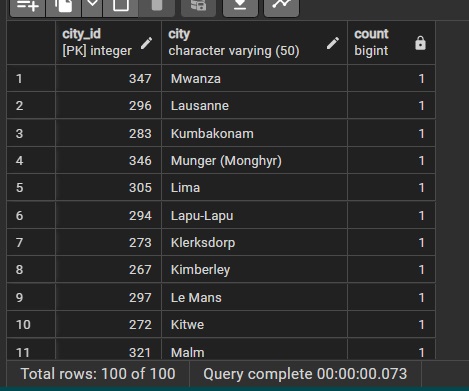 city_id city count
[PK] integer character varying (50) bigint
1 347 Mwanza 1
2 296 Lausanne 1
3 283 Kumbakonam 1
4 346 Munger (Monghyr) 1
5 305 Lima 1
6 294 Lapu-Lapu 1
7 273 Klerksdorp 1
8 267 Kimberley 1
9 297 Le Mans 1
10 272 Kitwe 1
11 321 Malm 1
Total rows: 100 of 100 Query complete 00:00:00.073